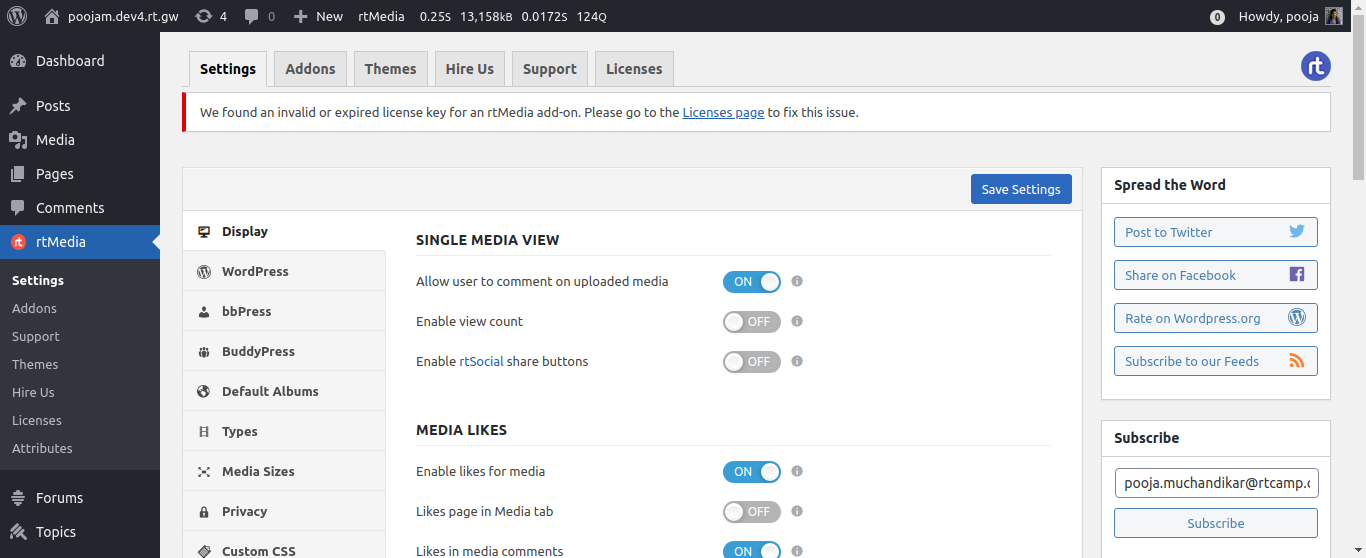 poojam.dev4.rt.gw 4 0 New rtMedia 0.25S 13,158KB 0.0172S 124Q 0 Howdy, pooja
Dashboard
Posts
Media
Pages
Comments
rtMedia
Settings
Addons
Support
Themes
Hire Us
Licenses
Attributes
Forums
Topics
Settings Addons Themes Hire Us Support Licenses rt
We found an invalid or expired license key for an rtMedia add-on. Please go to the Licenses page to fix this issue.
Save Settings
Display
WordPress
bbPress
BuddyPress
Default Albums
Types
Media Sizes
Privacy
Custom CSS
SINGLE MEDIA VIEW
Allow user to comment on uploaded media ON
Enable view count OFF
Enable rtSocial share buttons OFF
MEDIA LIKES
Enable likes for media ON
Likes page in Media tab OFF
Likes in media comments ON
Spread the Word
Post to Twitter
Share on Facebook
Rate on Wordpress.org
Subscribe to our Feeds
Subscribe
pooja.muchandikar@rtcamp.c
Subscribe